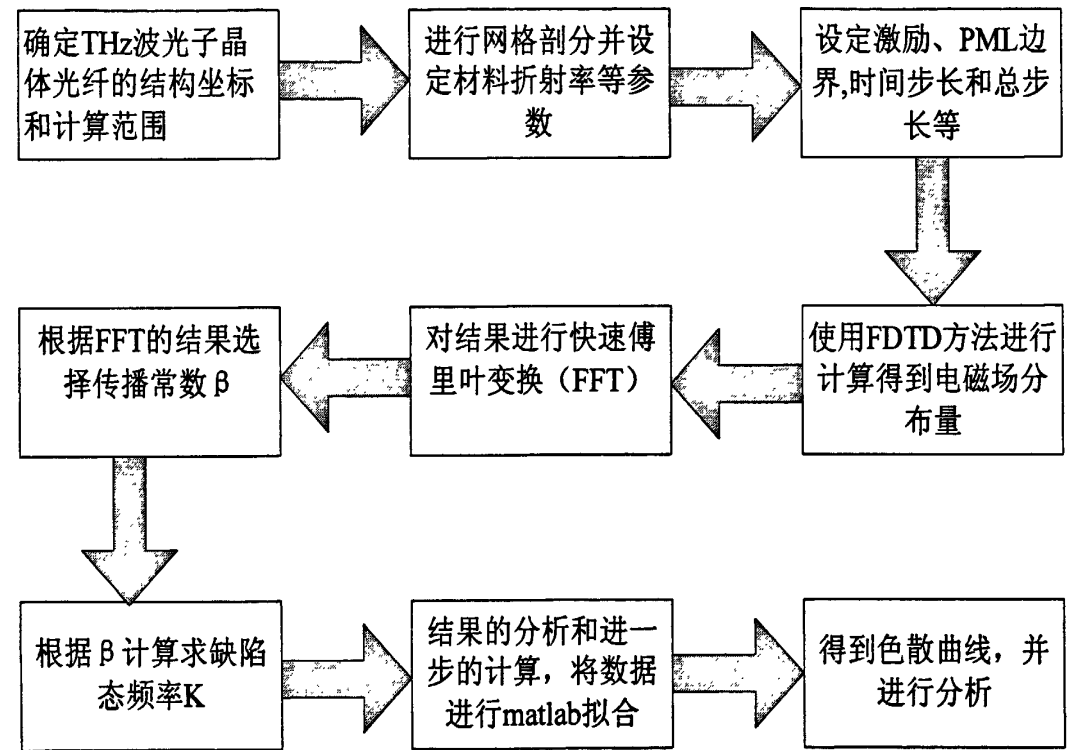 确定THz波光子晶
体光纤的结构坐标
和计算范围
进行网格剖分并设
定材料折射率等参
数
设定激励、PML边
界,时间步长和总步
长等
使用FDTD方法进行
计算得到电磁场分
布量
对结果进行快速傅
里叶变换（FFT）
根据FFT的结果选
择传播常数β
根据β计算求缺陷
态频率K
结果的分析和进一
步的计算，将数据
进行matlab拟合
得到色散曲线，并
进行分析